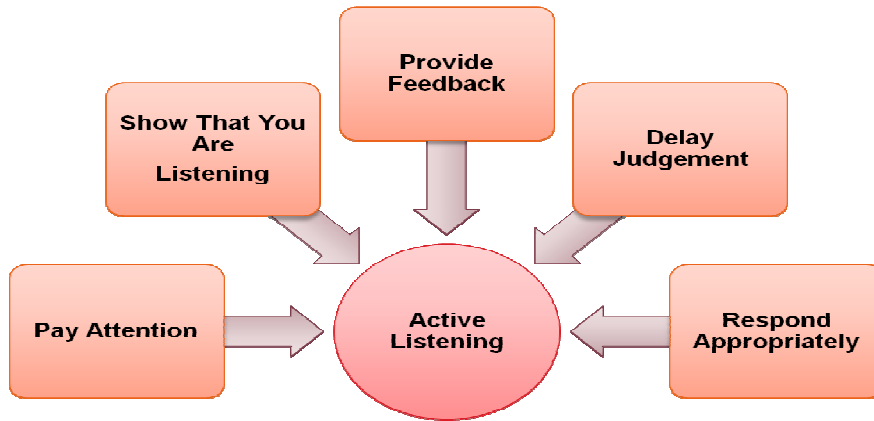 Provide
Feedback
Show That You
Are
Listening
Delay
Judgement
Pay Attention
Active
Listening
Respond
Appropriately